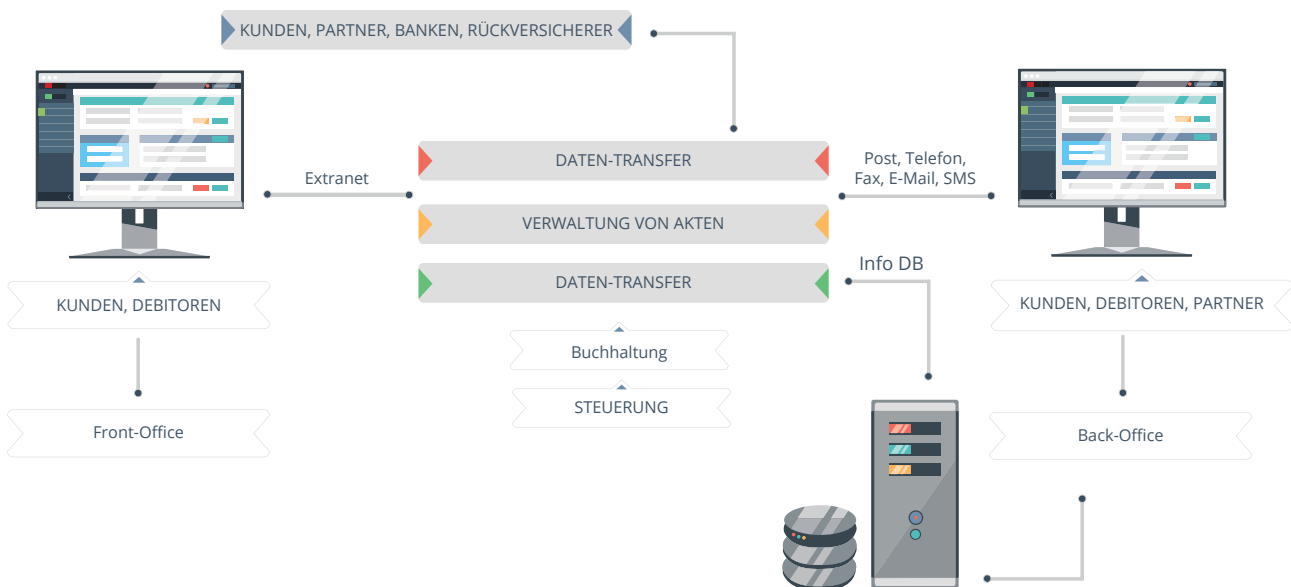 KUNDEN, PARTNER, BANKEN, RÜCKVERSICHERER
DATEN-TRANSFER
Post, Telefon,
Fax, E-Mail, SMS
Extranet
VERWALTUNG VON AKTEN
Info DB
DATEN-TRANSFER
KUNDEN, DEBITOREN
KUNDEN, DEBITOREN, PARTNER
Buchhaltung
STEUERUNG
Front-Office
Back-Office